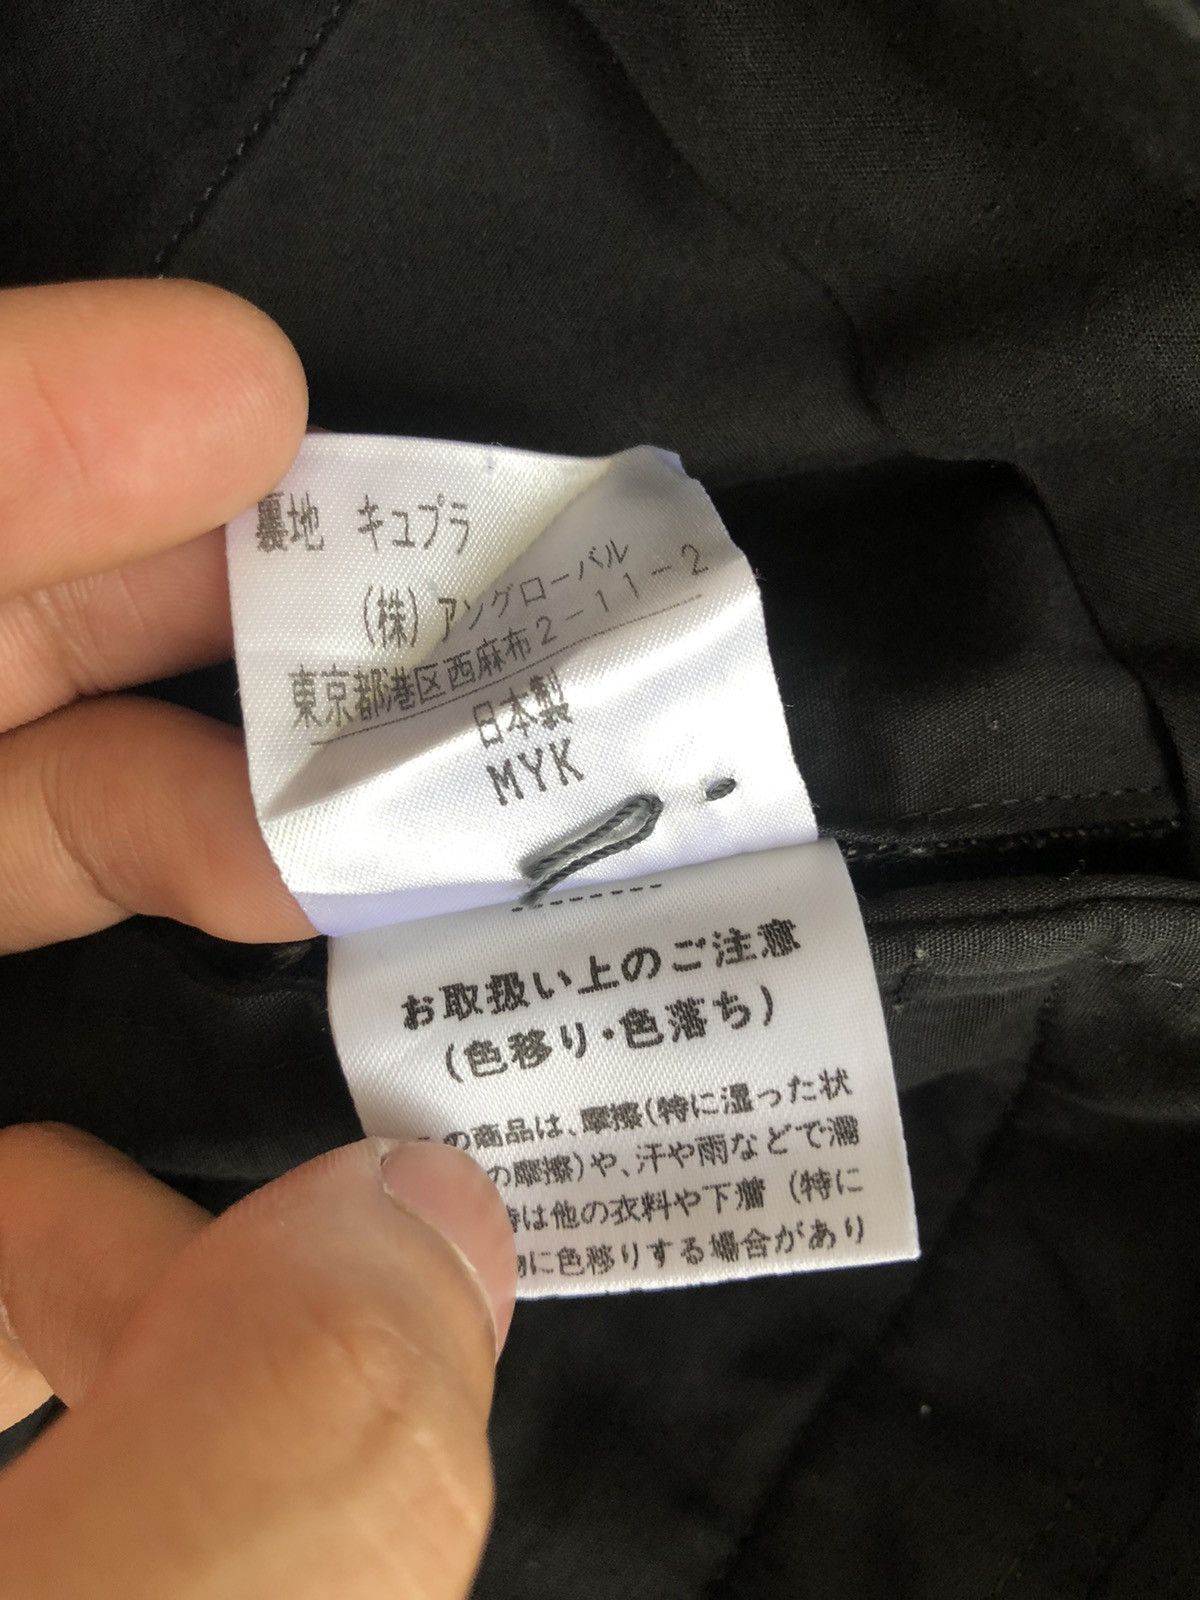 裏地 キュプラ
(株)アングローバル
東京都港区西麻布2-11-2
日本製
MYK
お取扱い上のご注意
(色移り・色落ち)
の商品は、摩擦(特に湿った状
の摩擦)や、汗や雨などで濡
時は他の衣料や下着(特に
物に色移りする場合があり